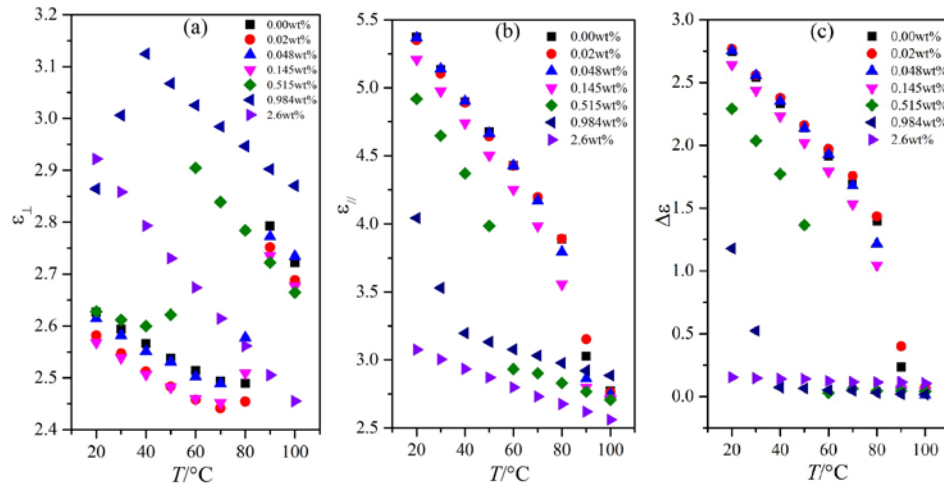 (a)
0.00wt%
0.02wt%
0.048wt%
0.145wt%
0.515wt%
0.984wt%
2.6wt%
3.2
3.1
3.0
2.9
2.8
2.7
2.6
2.5
2.4
ε⊥
20 40 60 80 100
T/°C
(b)
0.00wt%
0.02wt%
0.048wt%
0.145wt%
0.515wt%
0.984wt%
2.6wt%
5.5
5.0
4.5
4.0
3.5
3.0
2.5
ε//
20 40 60 80 100
T/°C
(c)
0.00wt%
0.02wt%
0.048wt%
0.145wt%
0.515wt%
0.984wt%
2.6wt%
3.0
2.5
2.0
1.5
1.0
0.5
0.0
Δε
20 40 60 80 100
T/°C